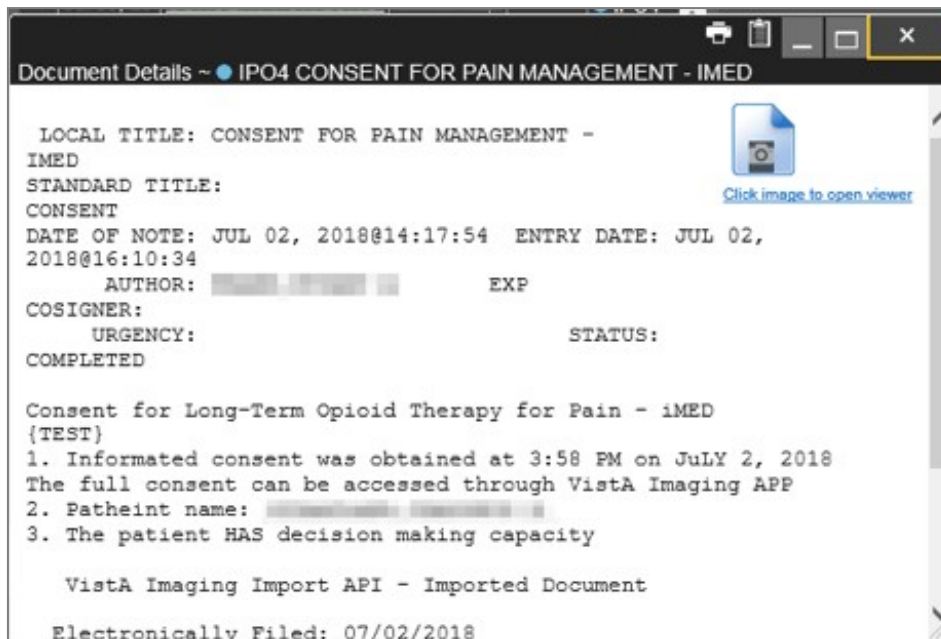 Document Details ~ IPO4 CONSENT FOR PAIN MANAGEMENT - IMED
LOCAL TITLE: CONSENT FOR PAIN MANAGEMENT -
IMED
Click image to open viewer
STANDARD TITLE:
CONSENT
DATE OF NOTE: JUL 02, 2018@14:17:54 ENTRY DATE: JUL 02,
2018@16:10:34
AUTHOR: EXP
COSIGNER:
URGENCY: STATUS:
COMPLETED
Consent for Long-Term Opioid Therapy for Pain - iMED
{TEST}
1. Informated consent was obtained at 3:58 PM on JuLY 2, 2018
The full consent can be accessed through VistA Imaging APP
2. Patheint name:
3. The patient HAS decision making capacity
VistA Imaging Import API - Imported Document
Electronically Filed: 07/02/2018